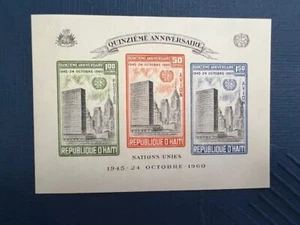 QUINZIÈME ANNIVERSAIRE
QUINZIÈME ANNIVERSAIRE
1945-24 OCTOBRE-1960
1.00
REPUBLIQUE D'HAITI
QUINZIÈME ANNIVERSAIRE
1945-24 OCTOBRE-1960
50
REPUBLIQUE D'HAITI
QUINZIÈME ANNIVERSAIRE
1945-24 OCTOBRE-1960
1.50
REPUBLIQUE D'HAITI
NATIONS UNIES
1945-24 OCTOBRE-1960